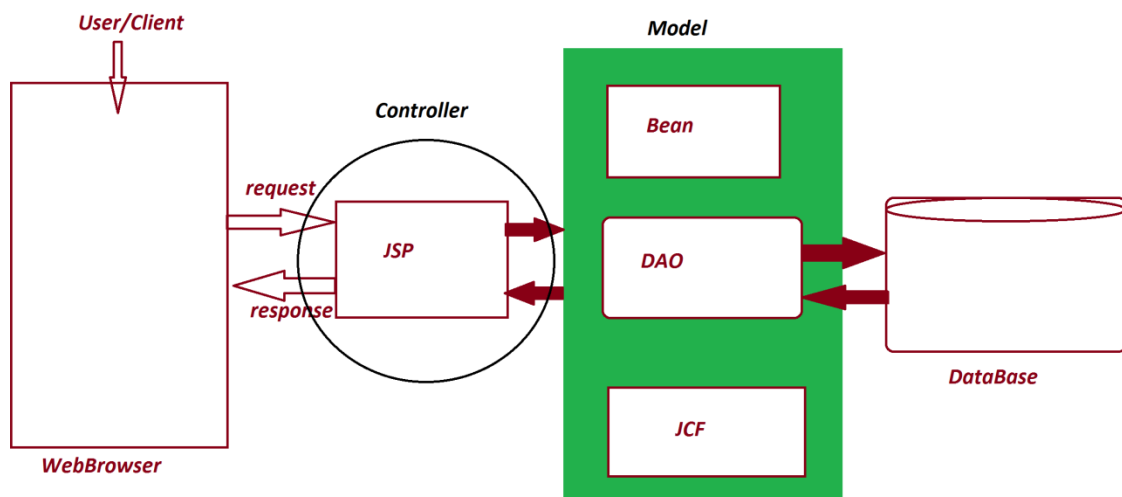 User/Client
Model
Controller
Bean
request
JSP
DAO
response
DataBase
JCF
WebBrowser